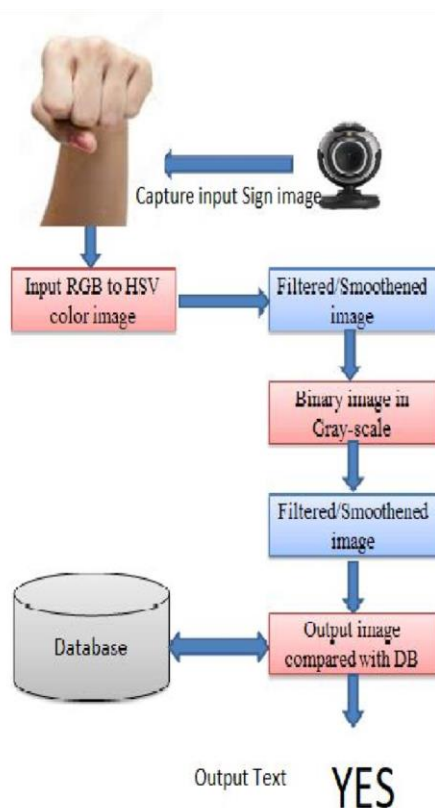 Capture input Sign image
Input RGB to HSV
color image
Filtered/Smoothened
image
Binary image in
Gray-scale
Filtered/Smoothened
image
Database
Output image
compared with DB
Output Text
YES